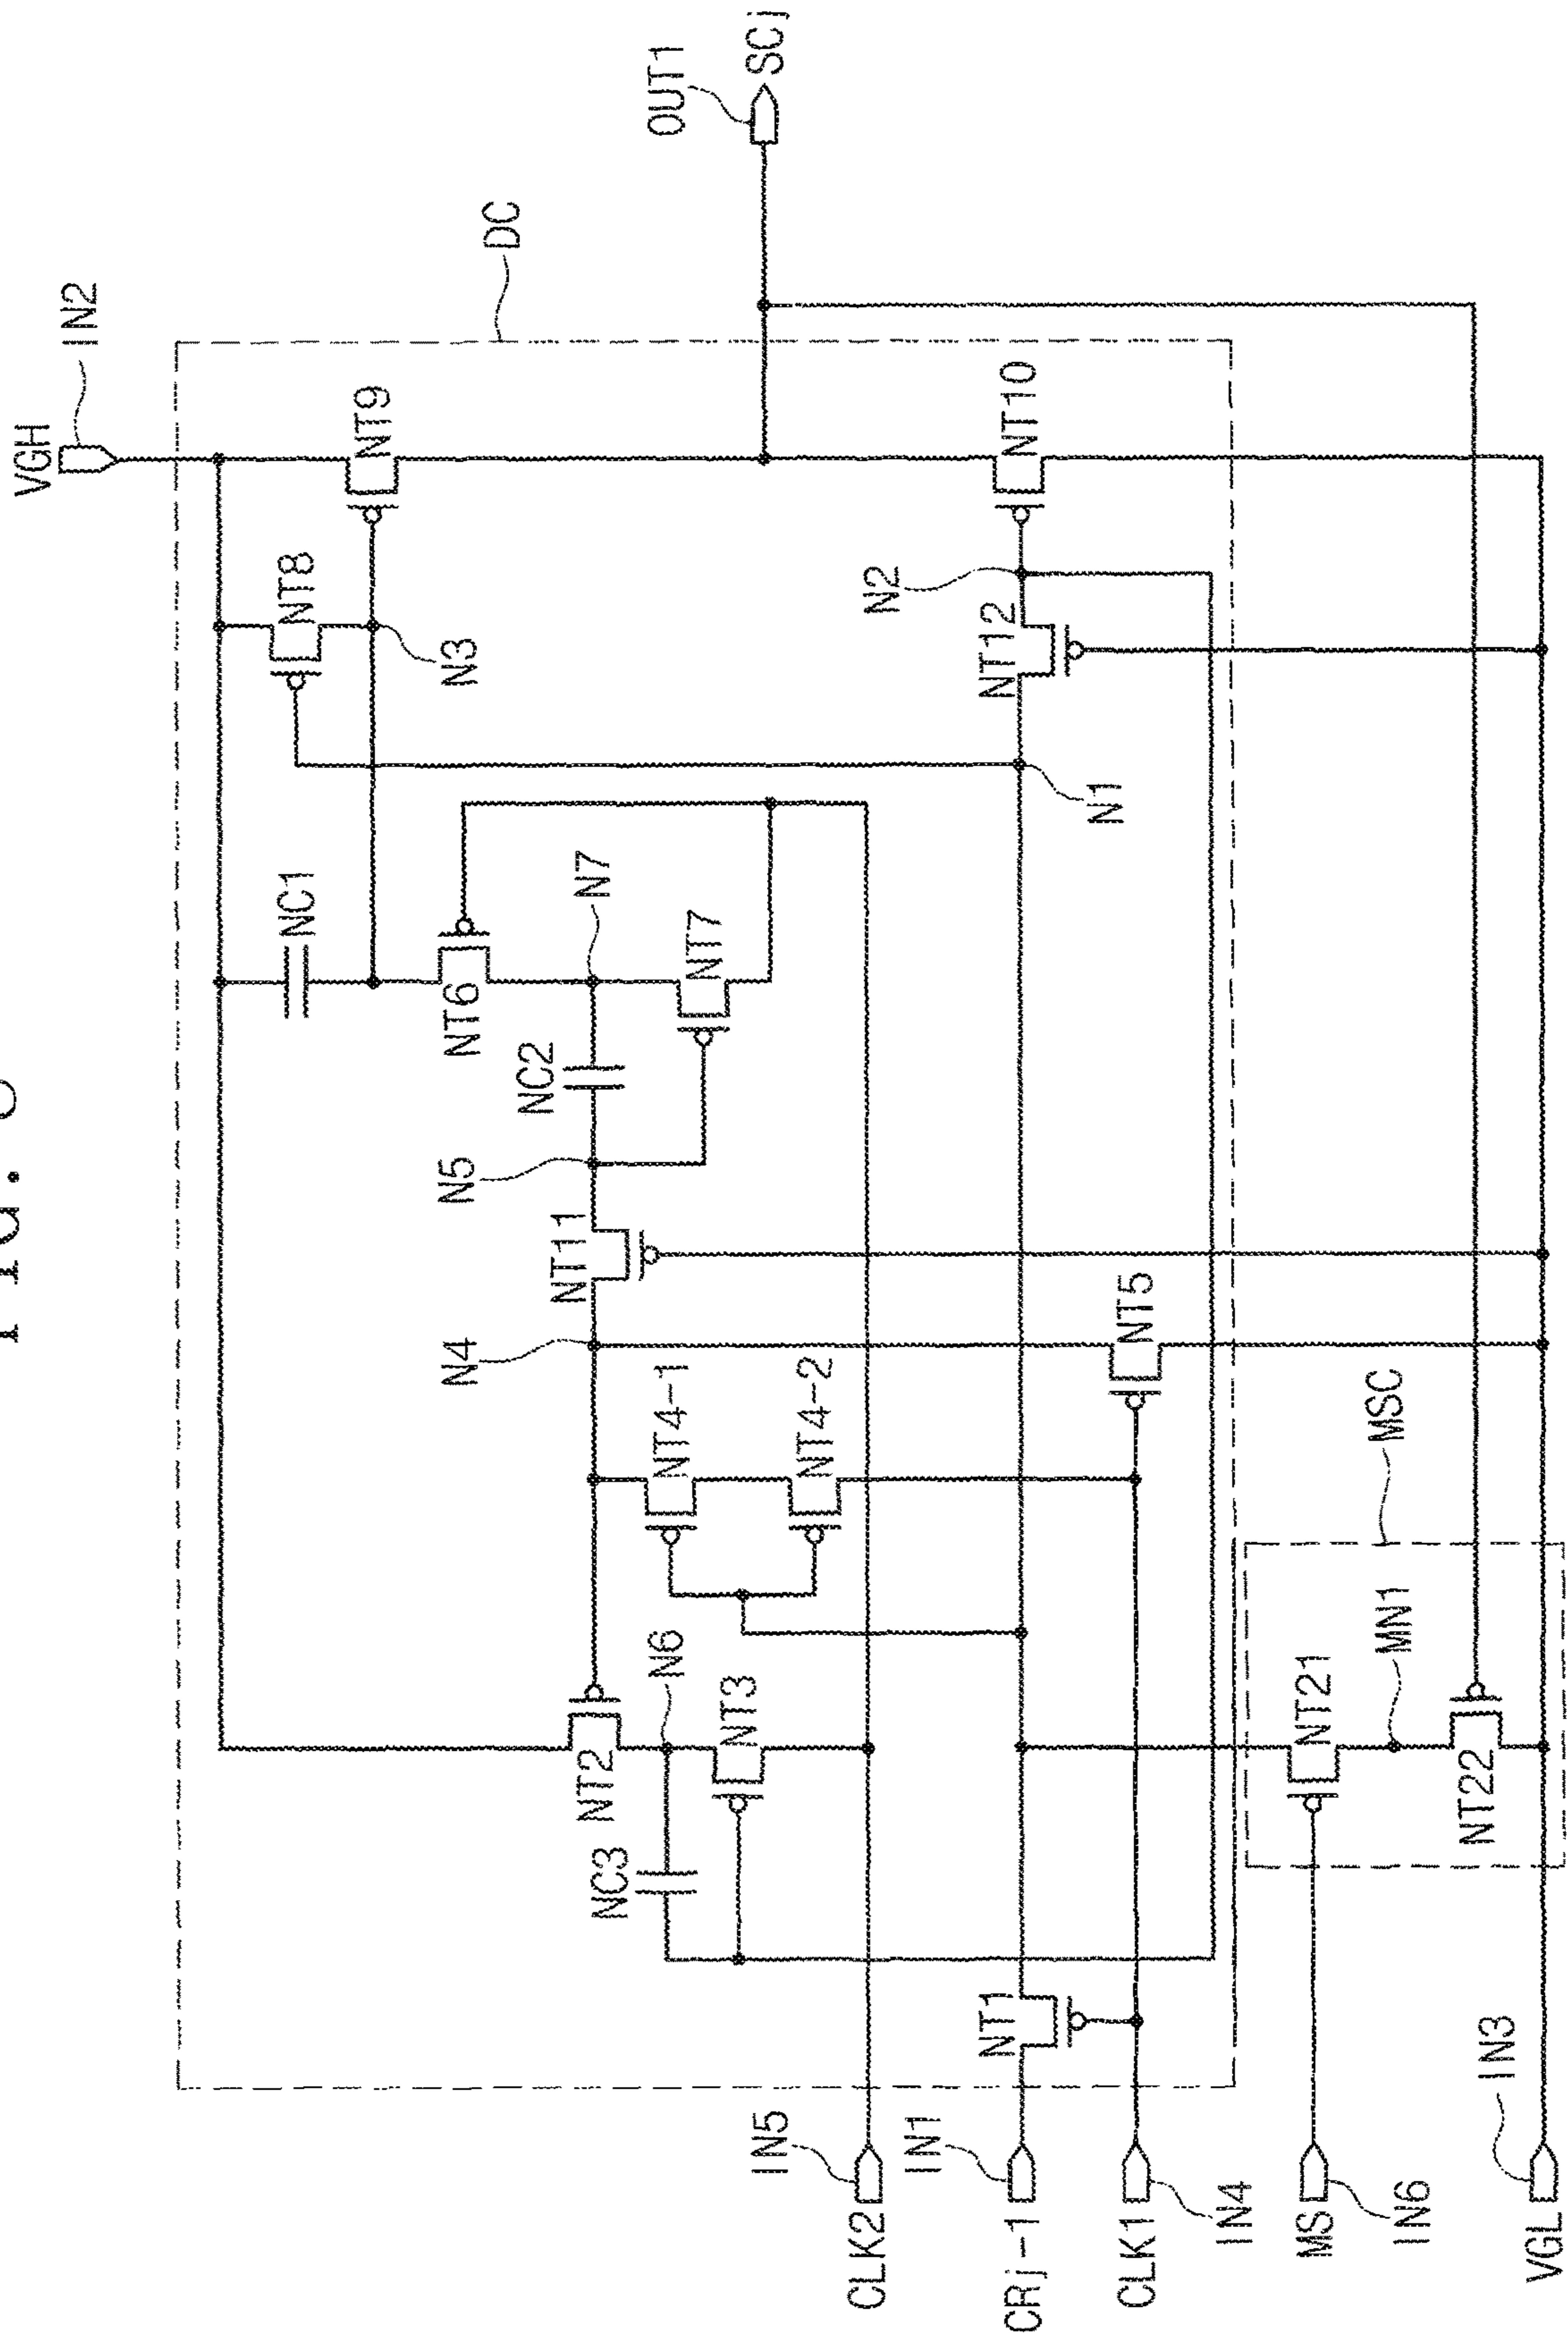 FIG.
VGH
IN2
NC1
NT8
NT9
N4
N5
NT6
N3
DC
NC2
NT11
N7
NT2
NC3
N6
NT4-1
OUT1
NT7
NT3
SCj
IN5
NT4-2
CLK2
N2
IN1
NT1
NT12
NT10
CRj-1
N1
CLK1
NT5
IN4
MS
NT21
MSC
MN1
IN6
NT22
IN3
VGL